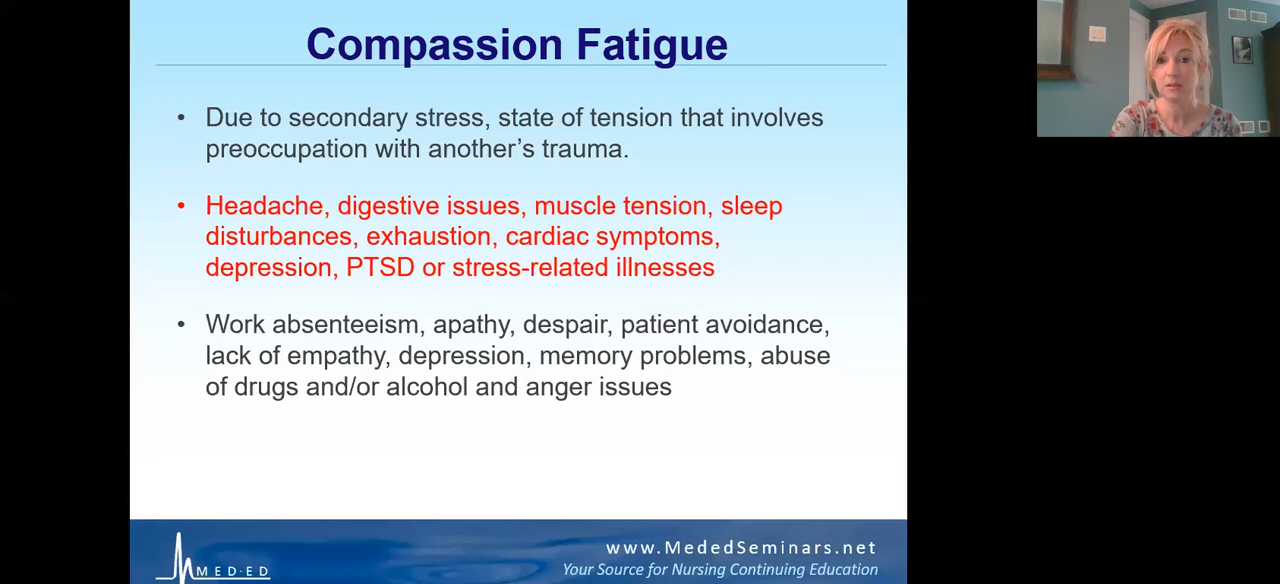 Compassion Fatigue
• Due to secondary stress, state of tension that involves
preoccupation with another’s trauma.
• Headache, digestive issues, muscle tension, sleep
disturbances, exhaustion, cardiac symptoms,
depression, PTSD or stress-related illnesses
• Work absenteeism, apathy, despair, patient avoidance,
lack of empathy, depression, memory problems, abuse
of drugs and/or alcohol and anger issues
MED-ED
www.MededSeminars.net
Your Source for Nursing Continuing Education